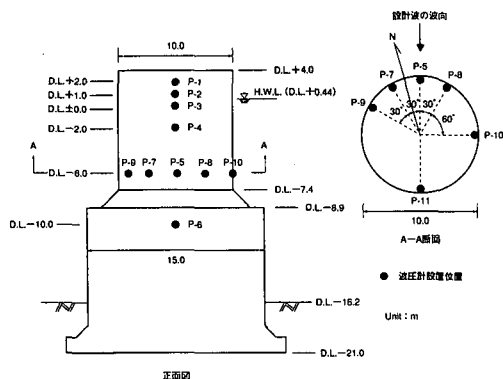 10.0
D.L.+4.0
D.L.+2.0
P-1
D.L.+1.0
P-2
H.W.L. (D.L.+0.44)
D.L.±0.0
P-3
D.L.-2.0
P-4
A
A
P-9 P-7 P-5 P-8 P-10
D.L.-6.0
D.L.-7.4
D.L.-8.9
D.L.-10.0
P-6
15.0
D.L.-16.2
D.L.-21.0
正面図
設計波の波向
N
P-5
P-7
P-8
P-9
30°
30°
30°
60°
P-10
P-11
10.0
A-A断面
波圧計設置位置
Unit : m